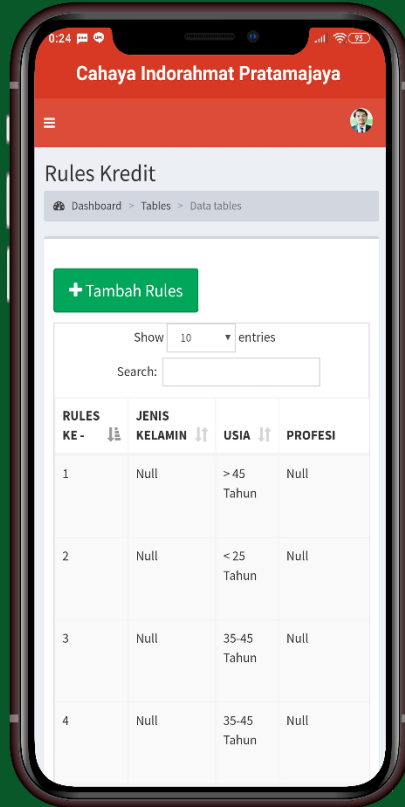 0:24 93
Cahaya Indorahmat Pratamajaya
Rules Kredit
Dashboard > Tables > Data tables
+ Tambah Rules
Show 10 entries
Search:
RULES KE - JENIS KELAMIN USIA PROFESI
1 Null > 45 Tahun Null
2 Null < 25 Tahun Null
3 Null 35-45 Tahun Null
4 Null 35-45 Tahun Null